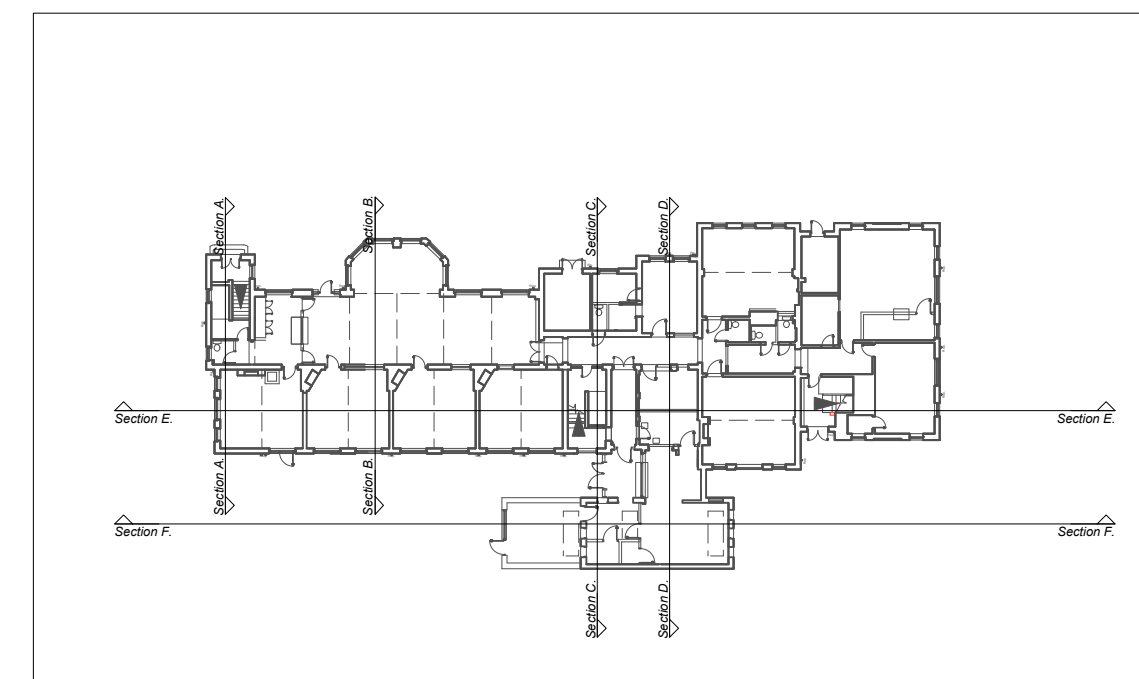 Section A.
Section B.
Section C.
Section D.
Section E.
Section E.
Section A.
Section B.
Section F.
Section F.
Section C.
Section D.